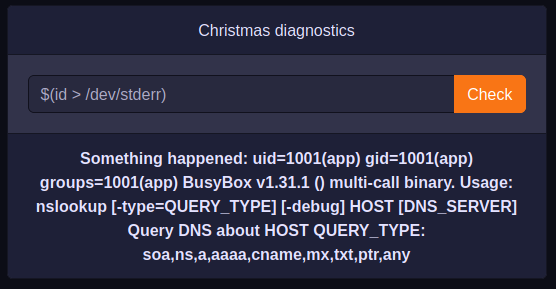 Christmas diagnostics
$(id > /dev/stderr)
Check
Something happened: uid=1001(app) gid=1001(app)
groups=1001(app) BusyBox v1.31.1 () multi-call binary. Usage:
nslookup [-type=QUERY_TYPE] [-debug] HOST [DNS_SERVER]
Query DNS about HOST QUERY_TYPE:
soa,ns,a,aaaa,cname,mx,txt,ptr,any